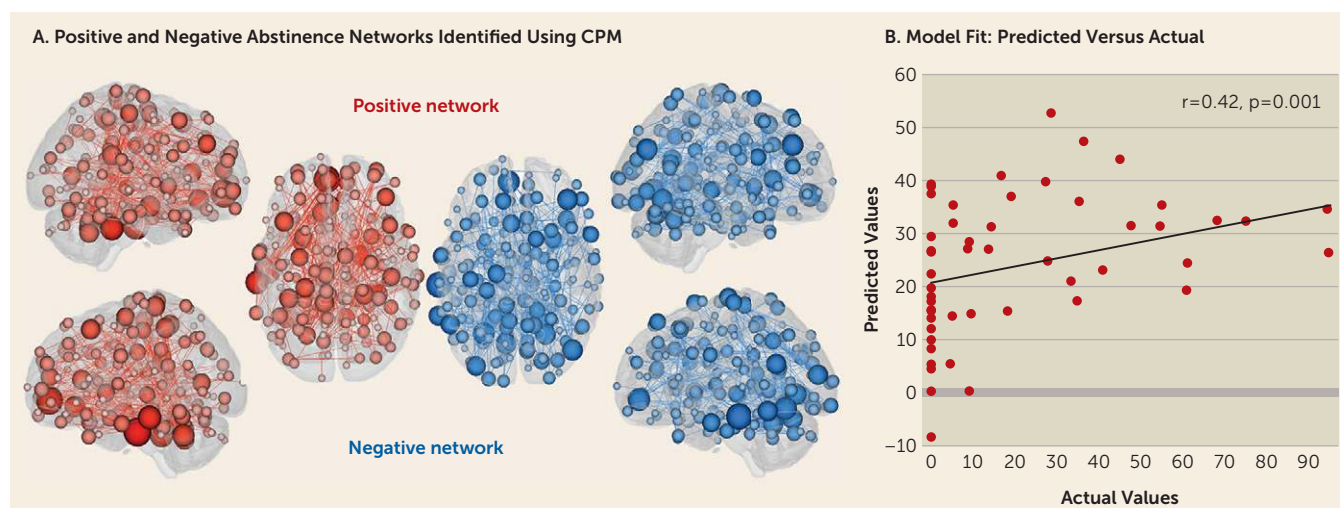 A. Positive and Negative Abstinence Networks Identified Using CPM
Positive network
Negative network
B. Model Fit: Predicted Versus Actual
r=0.42, p=0.001
Predicted Values
60
50
40
30
20
10
0
−10
0 10 20 30 40 50 60 70 80 90
Actual Values